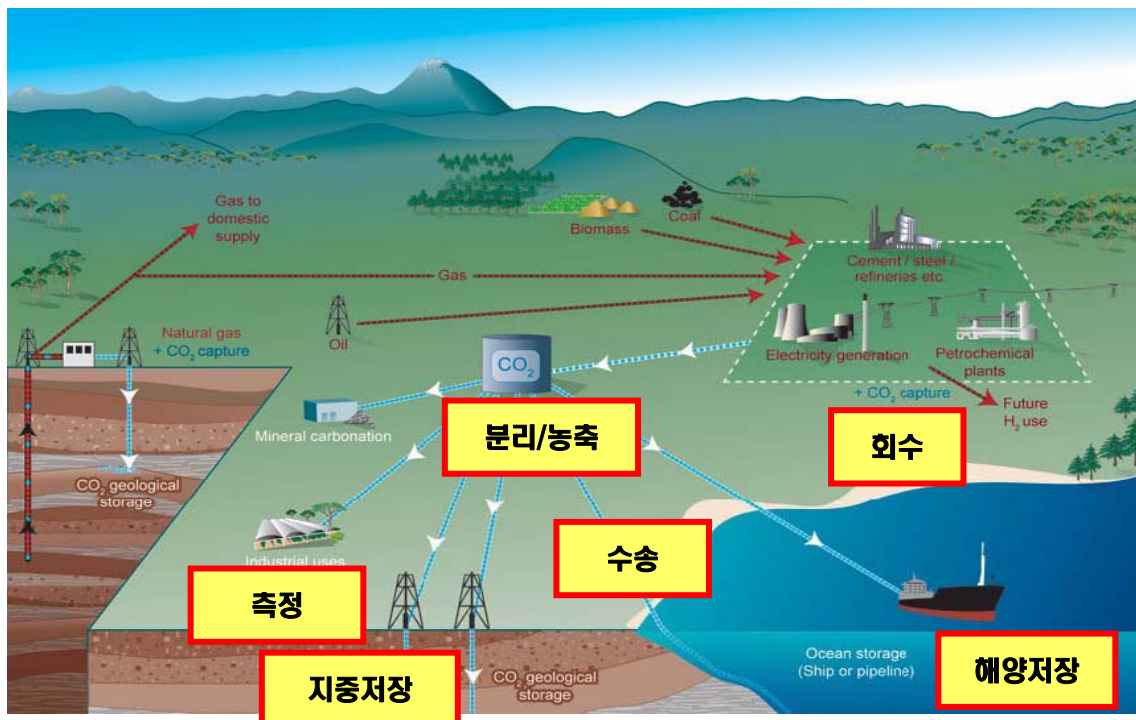 Gas to
domestic
supply
Biomass
Coal
Cement / steel /
refineries etc.
Gas
Natural gas
+ CO2 capture
Oil
CO2
Electricity generation
Petrochemical
plants
+ CO2 capture
Future
H2 use
Mineral carbonation
분리/농축
회수
CO2 geological
storage
Industrial uses
수송
측정
지중저장
CO2 geological
storage
Ocean storage
(Ship or pipeline)
해양저장